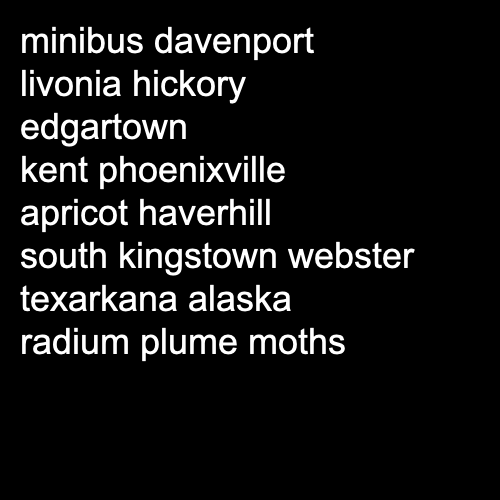 minibus davenport
livonia hickory
edgartown
kent phoenixville
apricot haverhill
south kingstown webster
texarkana alaska
radium plume moths